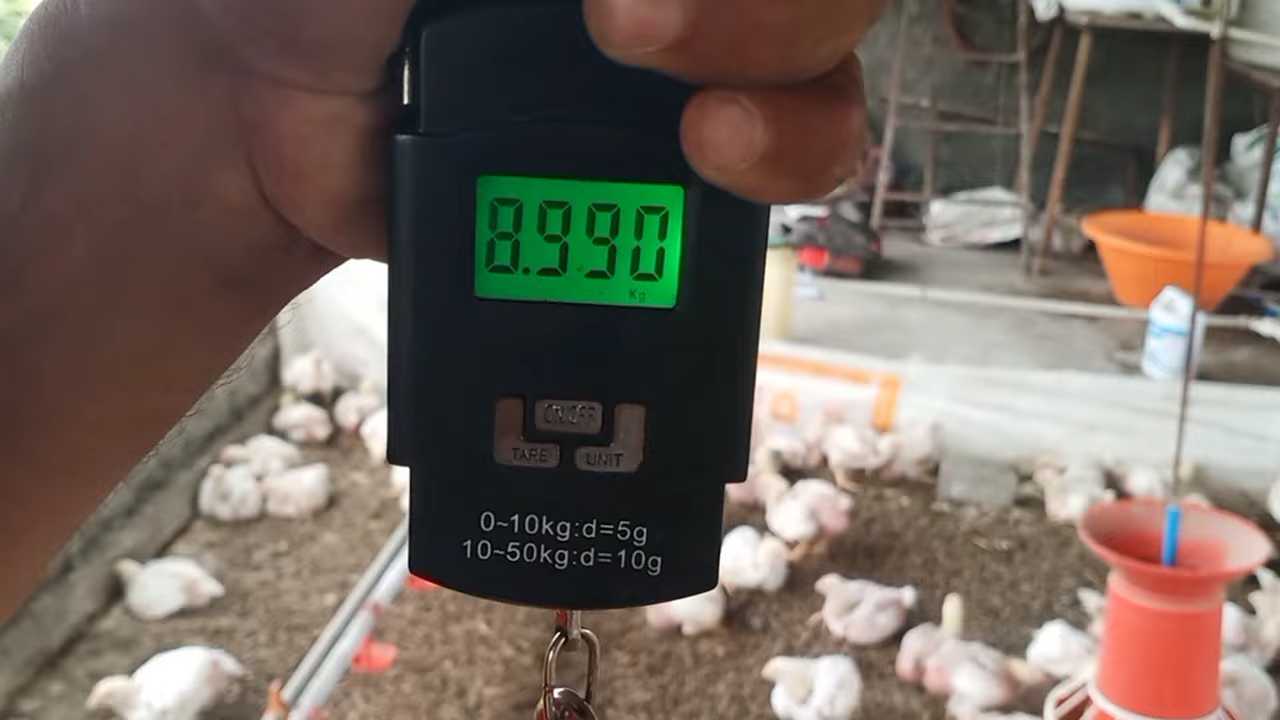 8.990
Kg
ON/OFF
TARE UNIT
0~10kg:d=5g
10~50kg:d=10g